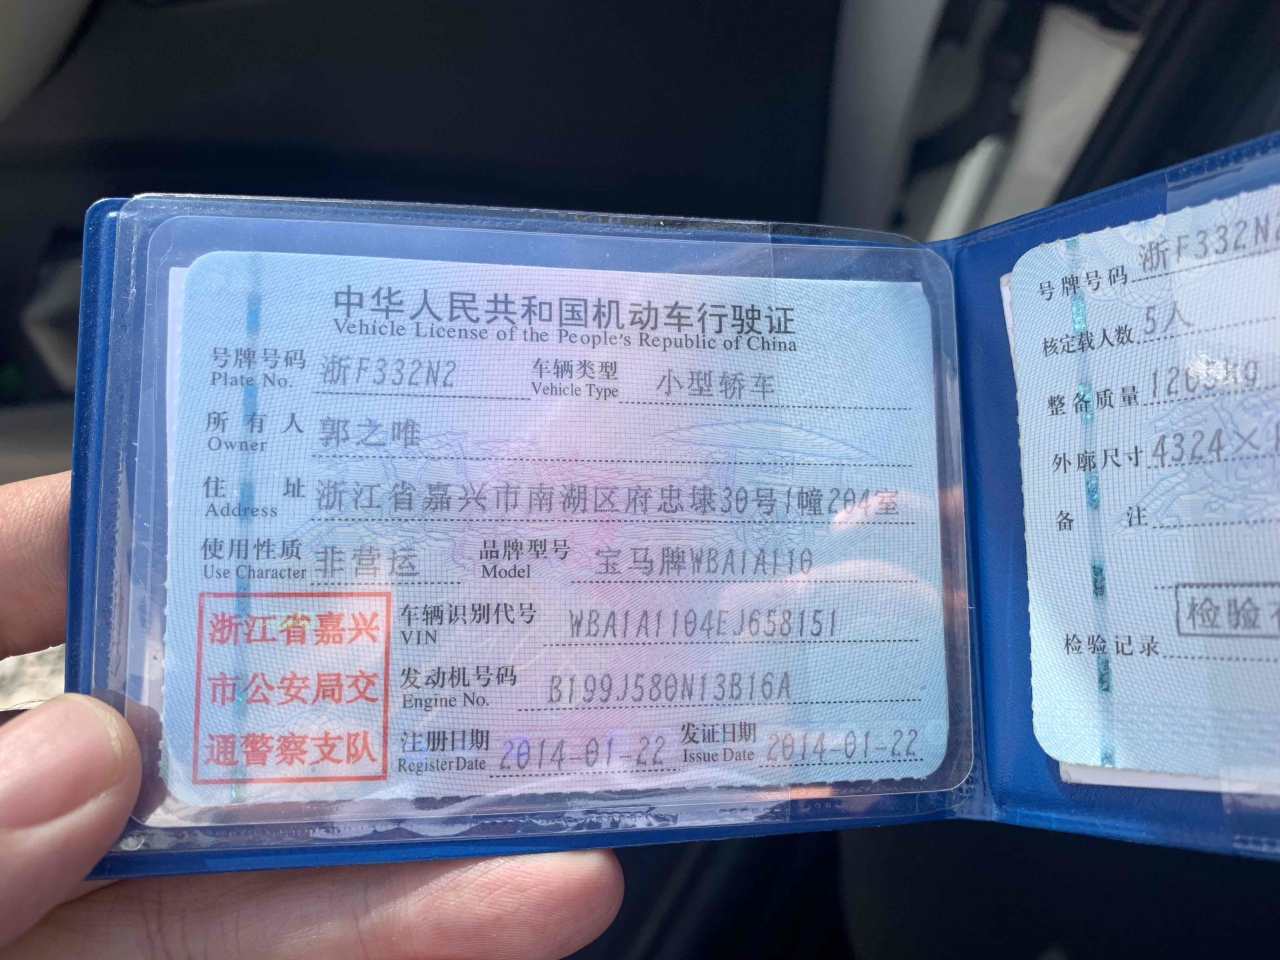 中华人民共和国机动车行驶证
Vehicle License of the People's Republic of China
号牌号码 浙F332N2 车辆类型 小型轿车
Plate No. Vehicle Type
所有人 郭之唯
Owner
住址 浙江省嘉兴市南湖区府忠埭30号1幢204室
Address
使用性质 非营运 品牌型号 宝马牌WBA1A110
Use Character Model
浙江省嘉兴
市公安局交
通警察支队
车辆识别代号 WBA1A1104EJ658151
VIN
发动机号码 B199J580N13B16A
Engine No.
注册日期 2014-01-22 发证日期 2014-01-22
Register Date Issue Date
号牌号码 浙F332N
核定载人数 5人
整备质量
外廓尺寸 4324×
备注
检验
检验记录